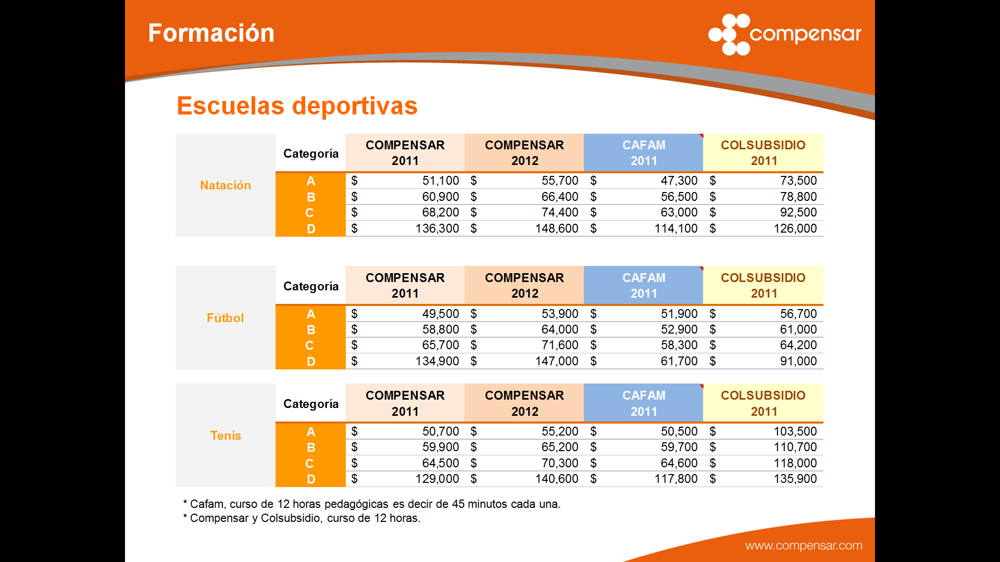 Formación
compensar
Escuelas deportivas
Natación
Categoría COMPENSAR 2011 COMPENSAR 2012 CAFAM 2011 COLSUBSIDIO 2011
A $ 51,100 $ 55,700 $ 47,300 $ 73,500
B $ 60,900 $ 66,400 $ 56,500 $ 78,800
C $ 68,200 $ 74,400 $ 63,000 $ 92,500
D $ 136,300 $ 148,600 $ 114,100 $ 126,000
Fútbol
Categoría COMPENSAR 2011 COMPENSAR 2012 CAFAM 2011 COLSUBSIDIO 2011
A $ 49,500 $ 53,900 $ 51,900 $ 56,700
B $ 58,800 $ 64,000 $ 52,900 $ 61,000
C $ 65,700 $ 71,600 $ 58,300 $ 64,200
D $ 134,900 $ 147,000 $ 61,700 $ 91,000
Tenis
Categoría COMPENSAR 2011 COMPENSAR 2012 CAFAM 2011 COLSUBSIDIO 2011
A $ 50,700 $ 55,200 $ 50,500 $ 103,500
B $ 59,900 $ 65,200 $ 59,700 $ 110,700
C $ 64,500 $ 70,300 $ 64,600 $ 118,000
D $ 129,000 $ 140,600 $ 117,800 $ 135,900
* Cafam, curso de 12 horas pedagógicas es decir de 45 minutos cada una.
* Compensar y Colsubsidio, curso de 12 horas.
www.compensar.com